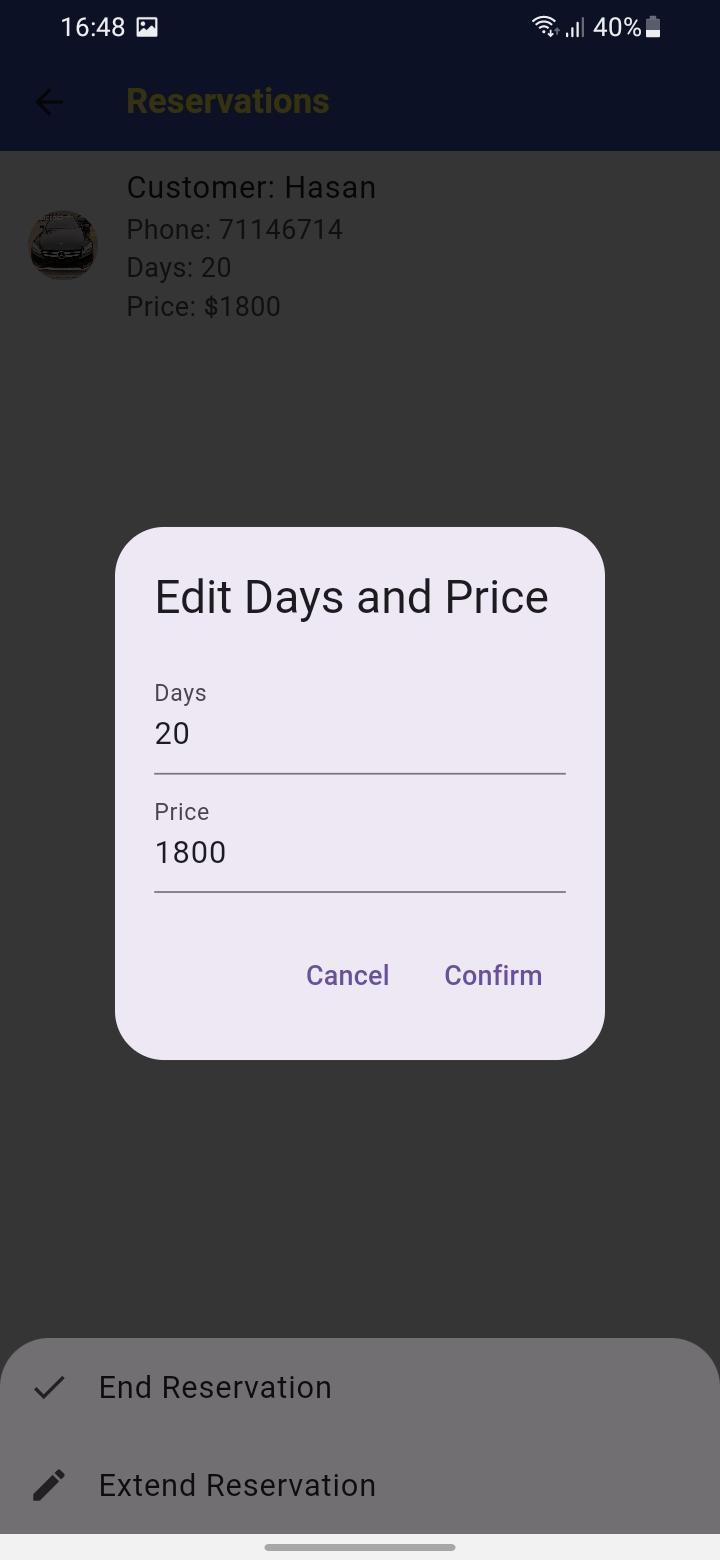 16:48
40%
Reservations
Customer: Hasan
Phone: 71146714
Days: 20
Price: $1800
Edit Days and Price
Days
20
Price
1800
Cancel Confirm
End Reservation
Extend Reservation